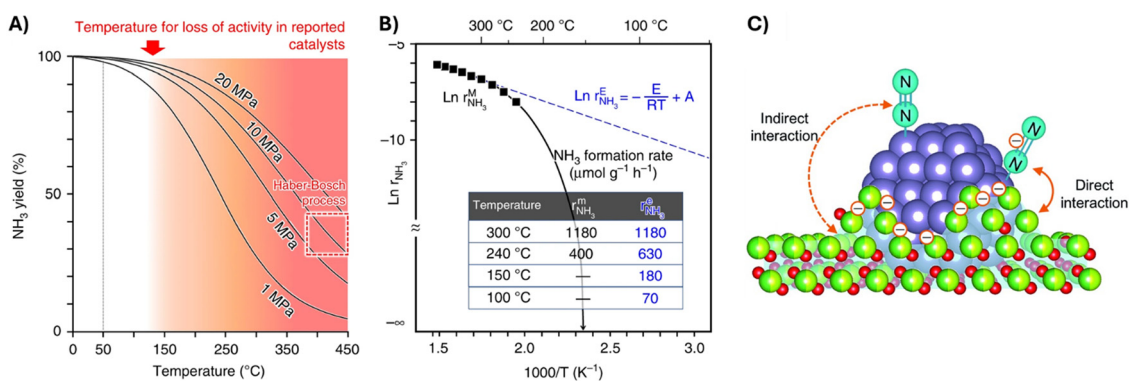 A)
Temperature for loss of activity in reported
catalysts
100
50
0
NH₃ yield (%)
20 MPa
10 MPa
Haber-Bosch
process
5 MPa
1 MPa
0 50 150 250 350 450
Temperature (°C)
B)
300 °C 200 °C 100 °C
−5
−10
−∞
Ln r_NH₃
Ln r^M_NH₃
Ln r^E_NH₃ = − E/RT + A
NH₃ formation rate
(μmol g⁻¹ h⁻¹)
Temperature r^m_NH₃ r^e_NH₃
300 °C 1180 1180
240 °C 400 630
150 °C — 180
100 °C — 70
1.5 2.0 2.5 3.0
1000/T (K⁻¹)
C)
N
N
N
N
Indirect
interaction
Direct
interaction